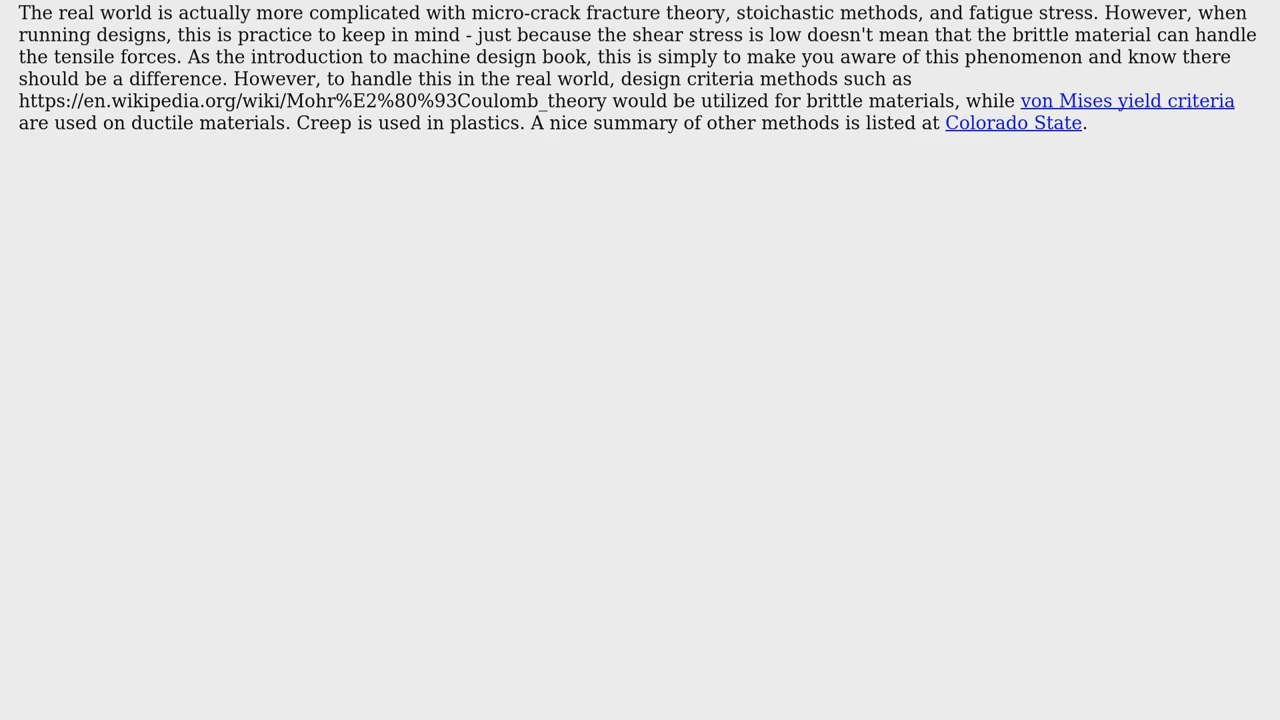 The real world is actually more complicated with micro-crack fracture theory, stoichastic methods, and fatigue stress. However, when
running designs, this is practice to keep in mind - just because the shear stress is low doesn't mean that the brittle material can handle
the tensile forces. As the introduction to machine design book, this is simply to make you aware of this phenomenon and know there
should be a difference. However, to handle this in the real world, design criteria methods such as
https://en.wikipedia.org/wiki/Mohr%E2%80%93Coulomb_theory would be utilized for brittle materials, while von Mises yield criteria
are used on ductile materials. Creep is used in plastics. A nice summary of other methods is listed at Colorado State.